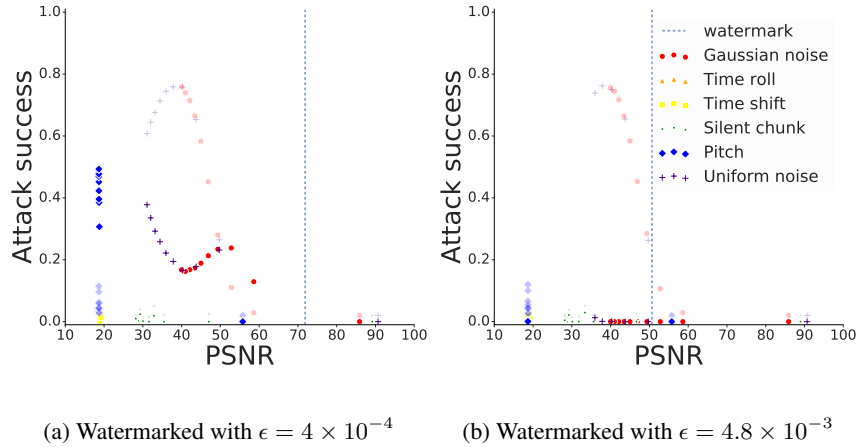 Attack success
1.0
0.8
0.6
0.4
0.2
0.0
10 20 30 40 50 60 70 80 90 100
PSNR
Attack success
1.0
0.8
0.6
0.4
0.2
0.0
10 20 30 40 50 60 70 80 90 100
PSNR
watermark
Gaussian noise
Time roll
Time shift
Silent chunk
Pitch
Uniform noise
(a) Watermarked with ϵ = 4 × 10⁻⁴
(b) Watermarked with ϵ = 4.8 × 10⁻³